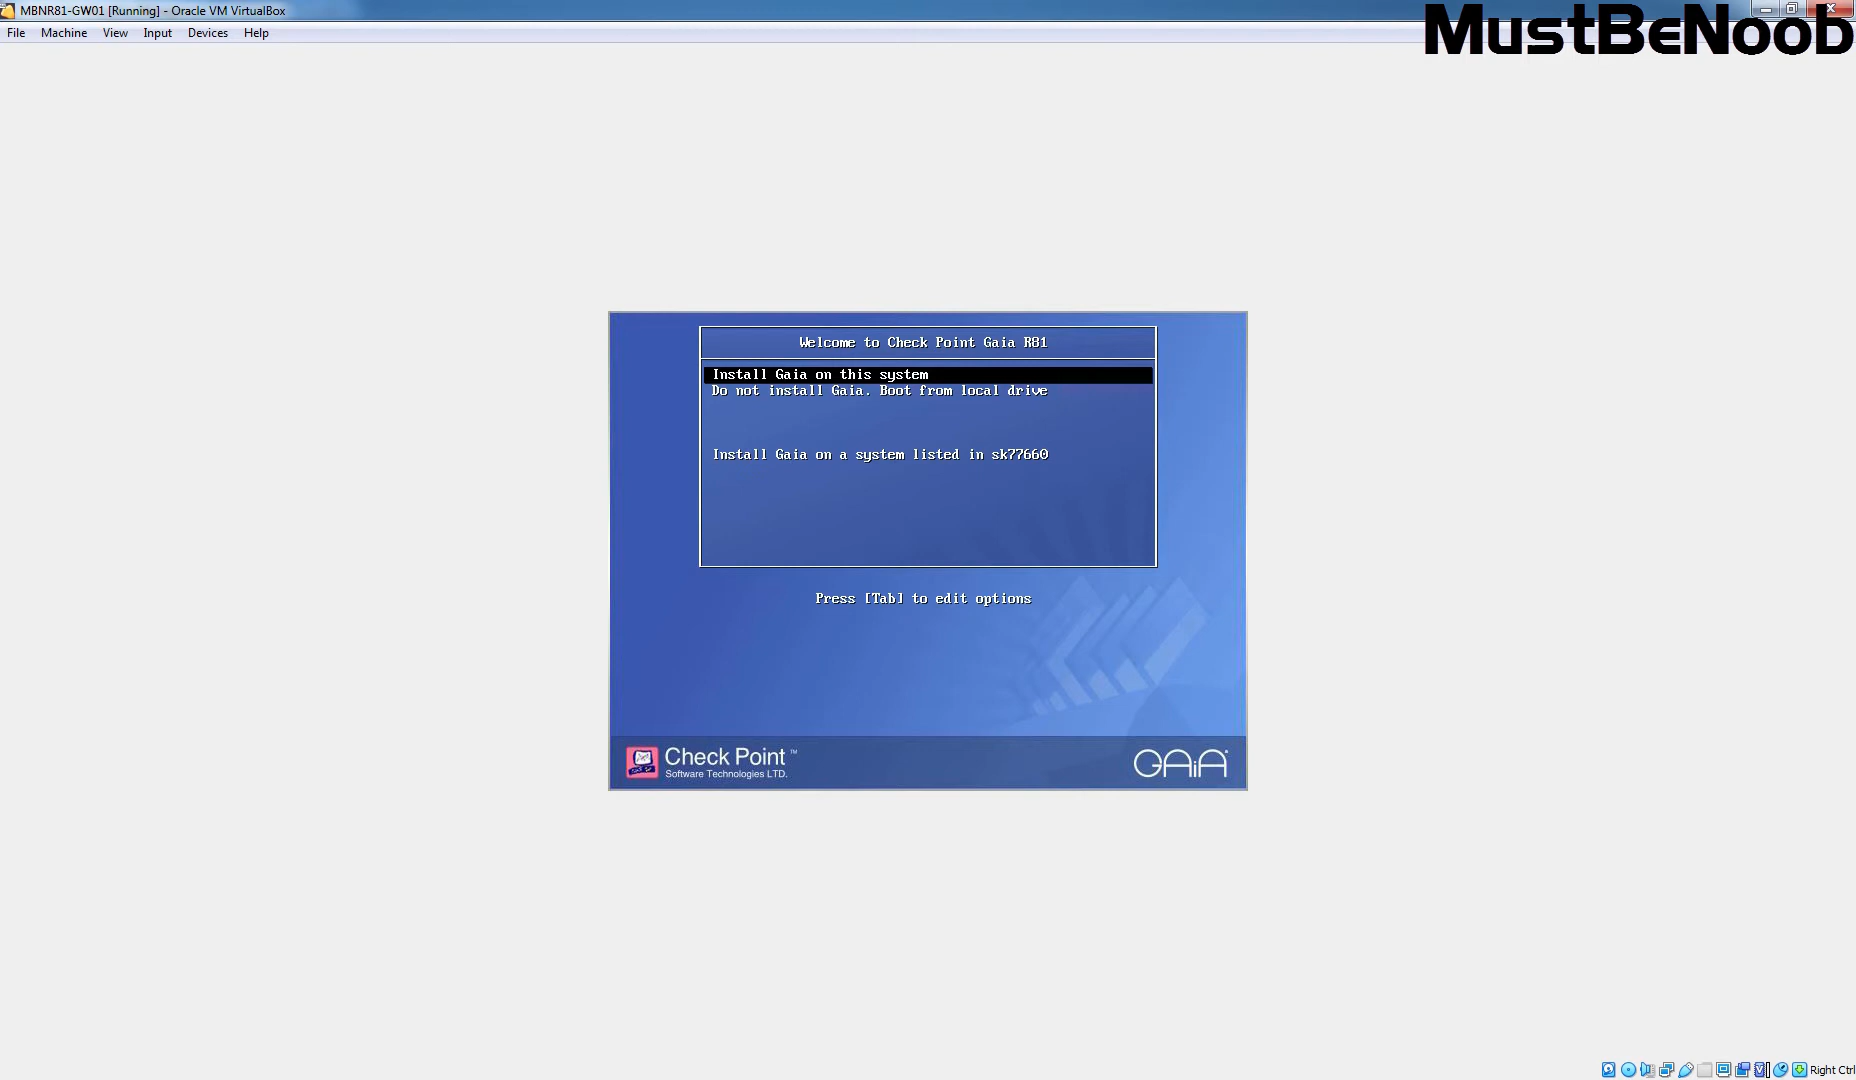 MBNR81-GW01 [Running] - Oracle VM VirtualBox
MustBeNoob
File Machine View Input Devices Help
Welcome to Check Point Gaia R81
Install Gaia on this system
Do not install Gaia. Boot from local drive
Install Gaia on a system listed in sk77660
Press [Tab] to edit options
Check Point™
Software Technologies LTD.
GAiA
Right Ctrl